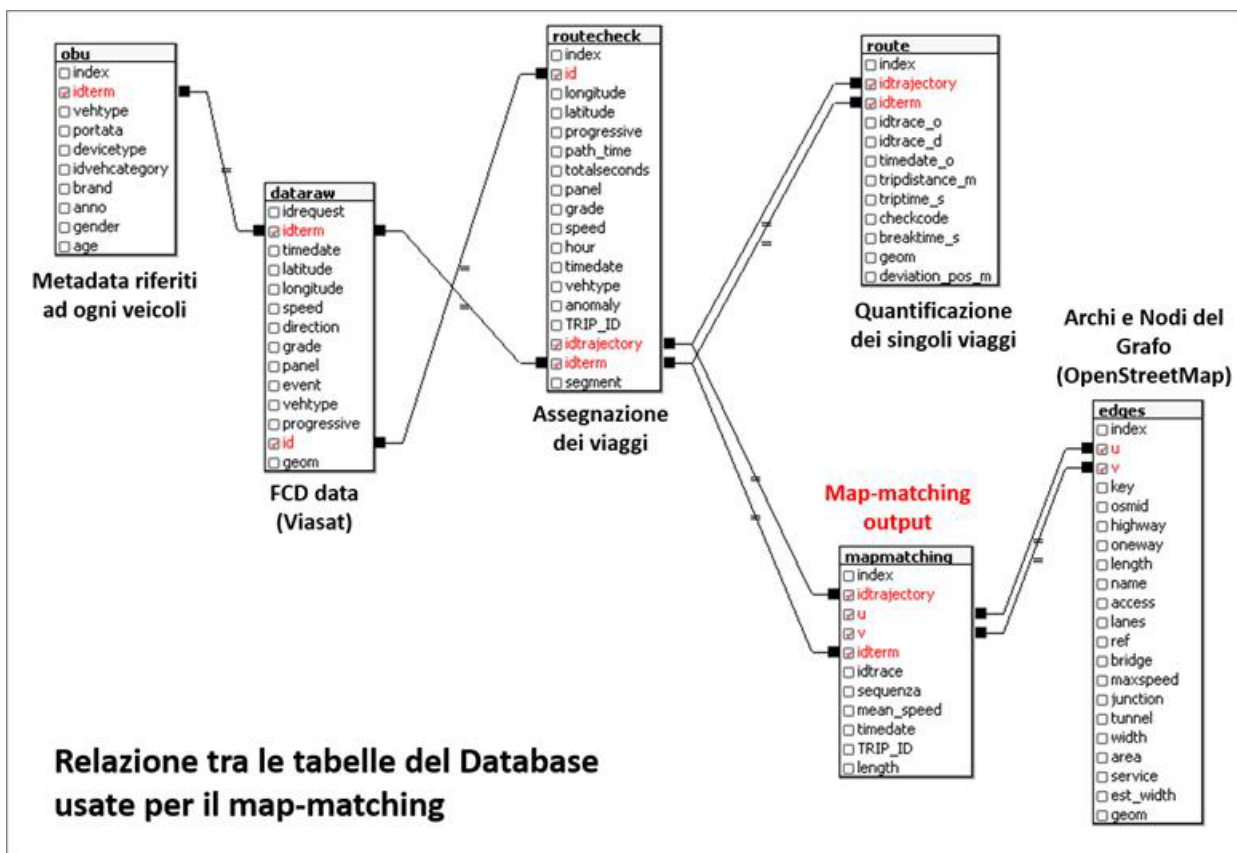 obu
index
idterm
vehtype
portata
devicetype
idvehcategory
brand
anno
gender
age
Metadata riferiti
ad ogni veicoli
dataraw
idrequest
idterm
timedate
latitude
longitude
speed
direction
grade
panel
event
vehtype
progressive
id
geom
FCD data
(Viasat)
routecheck
index
id
longitude
latitude
progressive
path_time
totalseconds
panel
grade
speed
hour
timedate
vehtype
anomaly
TRIP_ID
idtrajectory
idterm
segment
Assegnazione
dei viaggi
route
index
idtrajectory
idterm
idtrace_o
idtrace_d
timedate_o
tripdistance_m
triptime_s
checkcode
breaktime_s
geom
deviation_pos_m
Quantificazione
dei singoli viaggi
Map-matching
output
mapmatching
index
idtrajectory
u
v
idterm
idtrace
sequenza
mean_speed
timedate
TRIP_ID
length
Archi e Nodi del
Grafo
(OpenStreetMap)
edges
index
u
v
key
osmid
highway
oneway
length
name
access
lanes
ref
bridge
maxspeed
junction
tunnel
width
area
service
est_width
geom
Relazione tra le tabelle del Database
usate per il map-matching